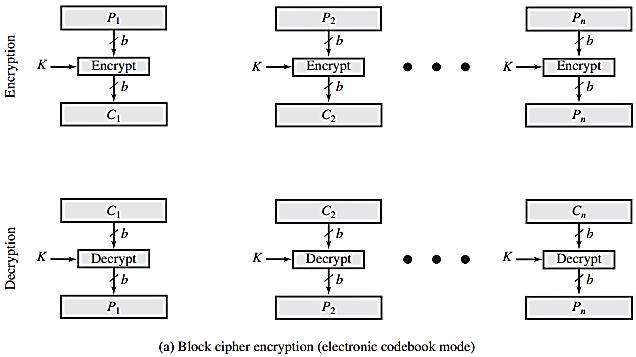 P1 P2 Pn
Encryption
b b b
K Encrypt K Encrypt K Encrypt
b b b
C1 C2 Pn
C1 C2 Cn
Decryption
b b b
K Decrypt K Decrypt K Decrypt
b b b
P1 P2 Pn
(a) Block cipher encryption (electronic codebook mode)